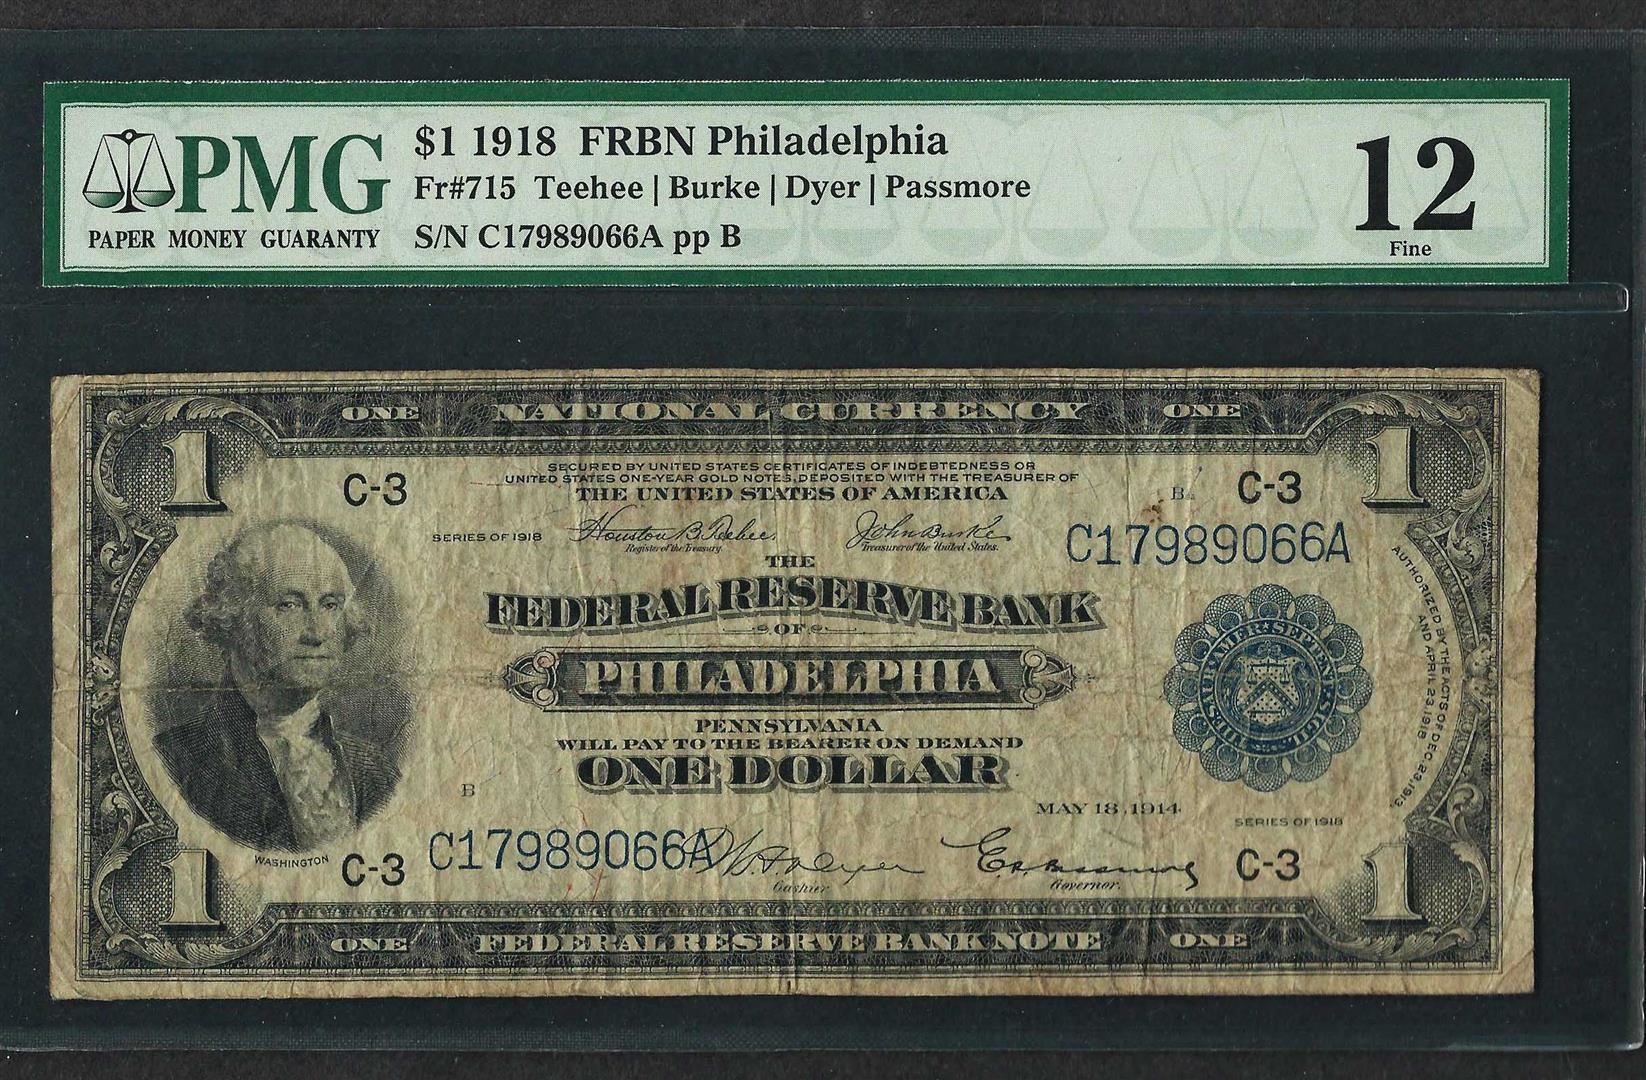 PMG
PAPER MONEY GUARANTY
$1 1918 FRBN Philadelphia
Fr#715 Teehee | Burke | Dyer | Passmore
S/N C17989066A pp B
12
Fine
ONE NATIONAL CURRENCY ONE
1
1
SECURED BY UNITED STATES CERTIFICATES OF INDEBTEDNESS OR
UNITED STATES ONE-YEAR GOLD NOTES, DEPOSITED WITH THE TREASURER OF
THE UNITED STATES OF AMERICA
C-3
B
C-3
SERIES OF 1918
Houston B. Teehee
Register of the Treasury.
John Burke
Treasurer of the United States.
C17989066A
THE
FEDERAL RESERVE BANK
OF
PHILADELPHIA
PENNSYLVANIA
WILL PAY TO THE BEARER ON DEMAND
ONE DOLLAR
AUTHORIZED BY THE ACTS OF DEC. 23, 1913
AND APRIL 23, 1918
THESAUR. AMER. SEPTENT. SIGIL.
B
MAY 18, 1914
SERIES OF 1918
WASHINGTON
C-3
C17989066A
Cashier
Governor.
C-3
1
1
ONE FEDERAL RESERVE BANK NOTE ONE